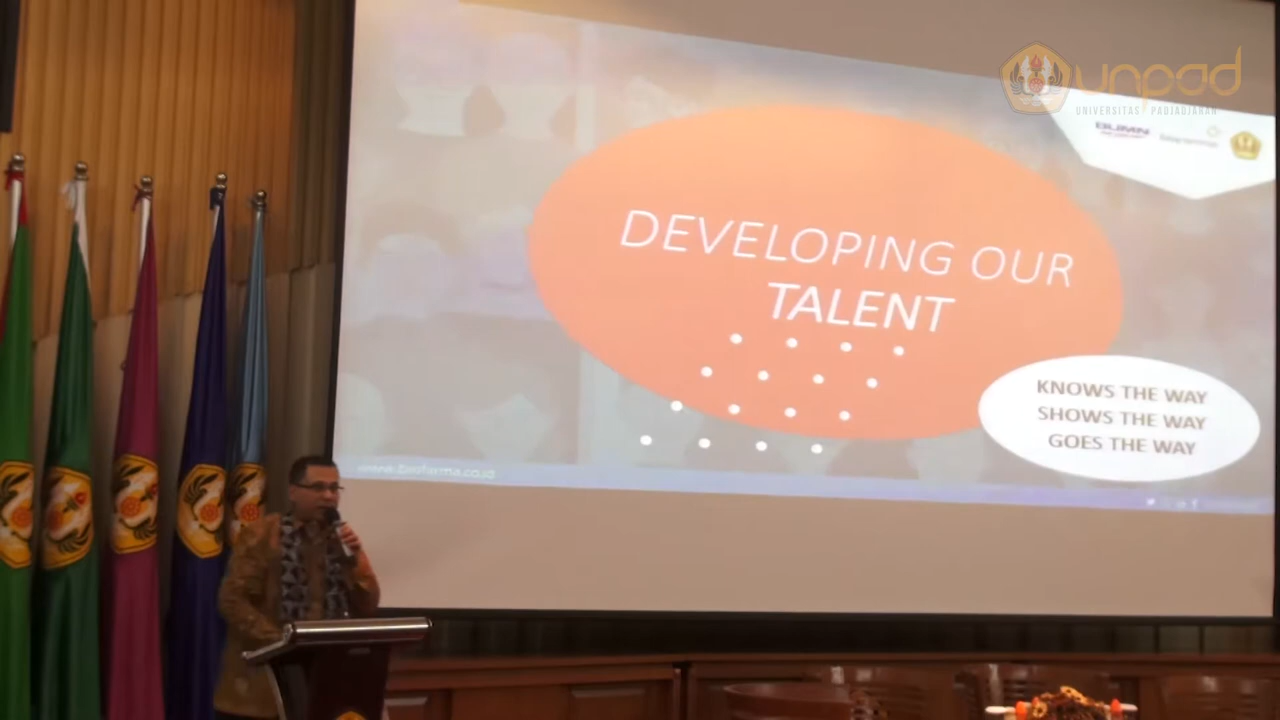 unpad
UNIVERSITAS PADJADJARAN
BUMN
DEVELOPING OUR
TALENT
KNOWS THE WAY
SHOWS THE WAY
GOES THE WAY
www.biofarma.co.id